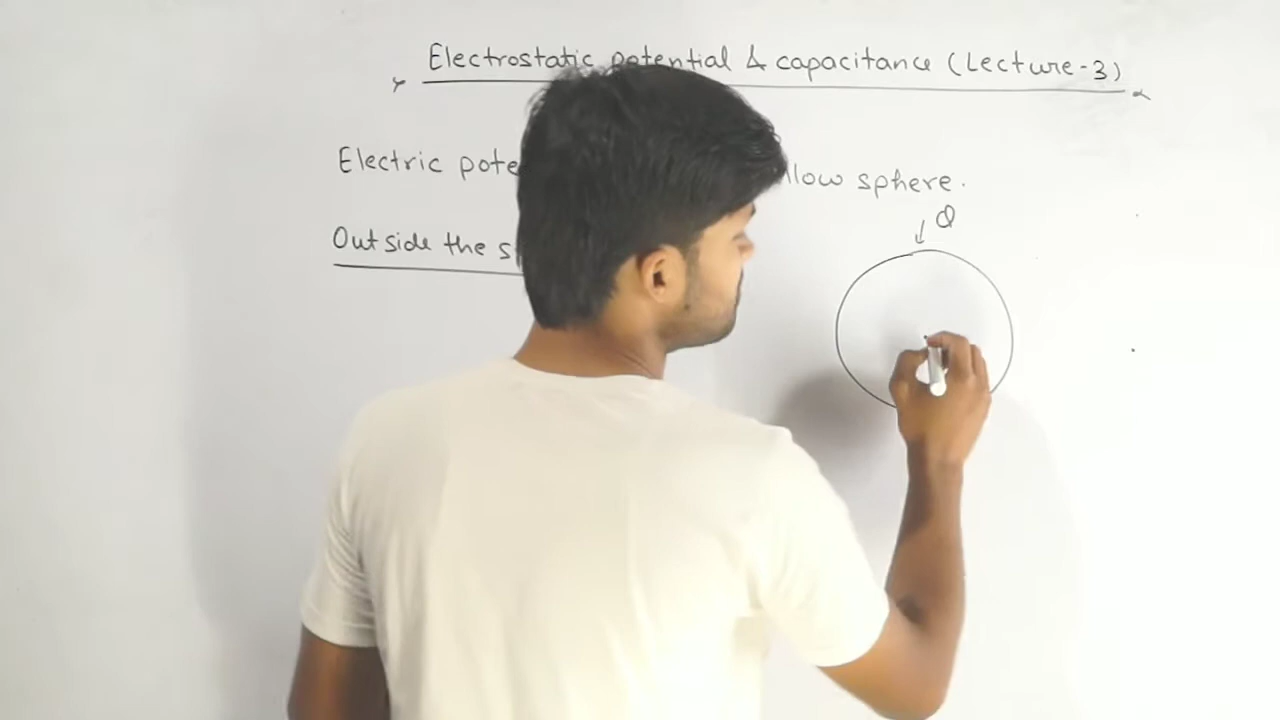 Electrostatic potential & capacitance (Lecture-3)
Electric pote llow sphere.
Outside the s
Q